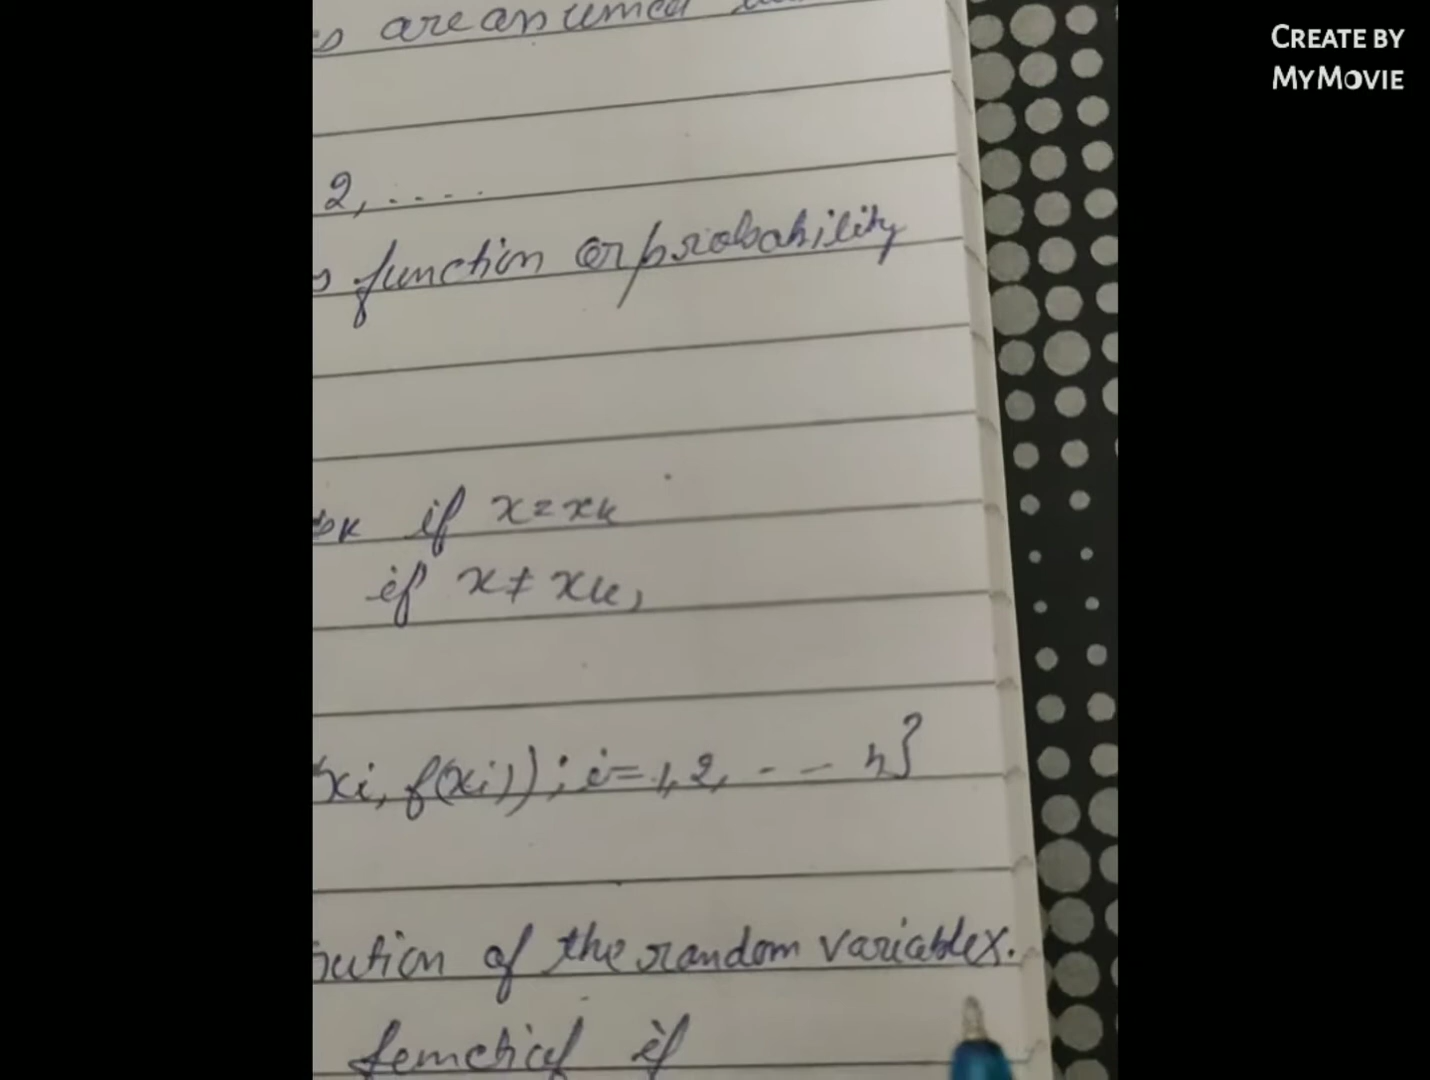 CREATE BY
MYMOVIE
are assumed
2, ....
function or probability
if x = xk
if x ≠ xk,
xi, f(xi)); i = 1, 2, - -- n}
bution of the random variable x.
if